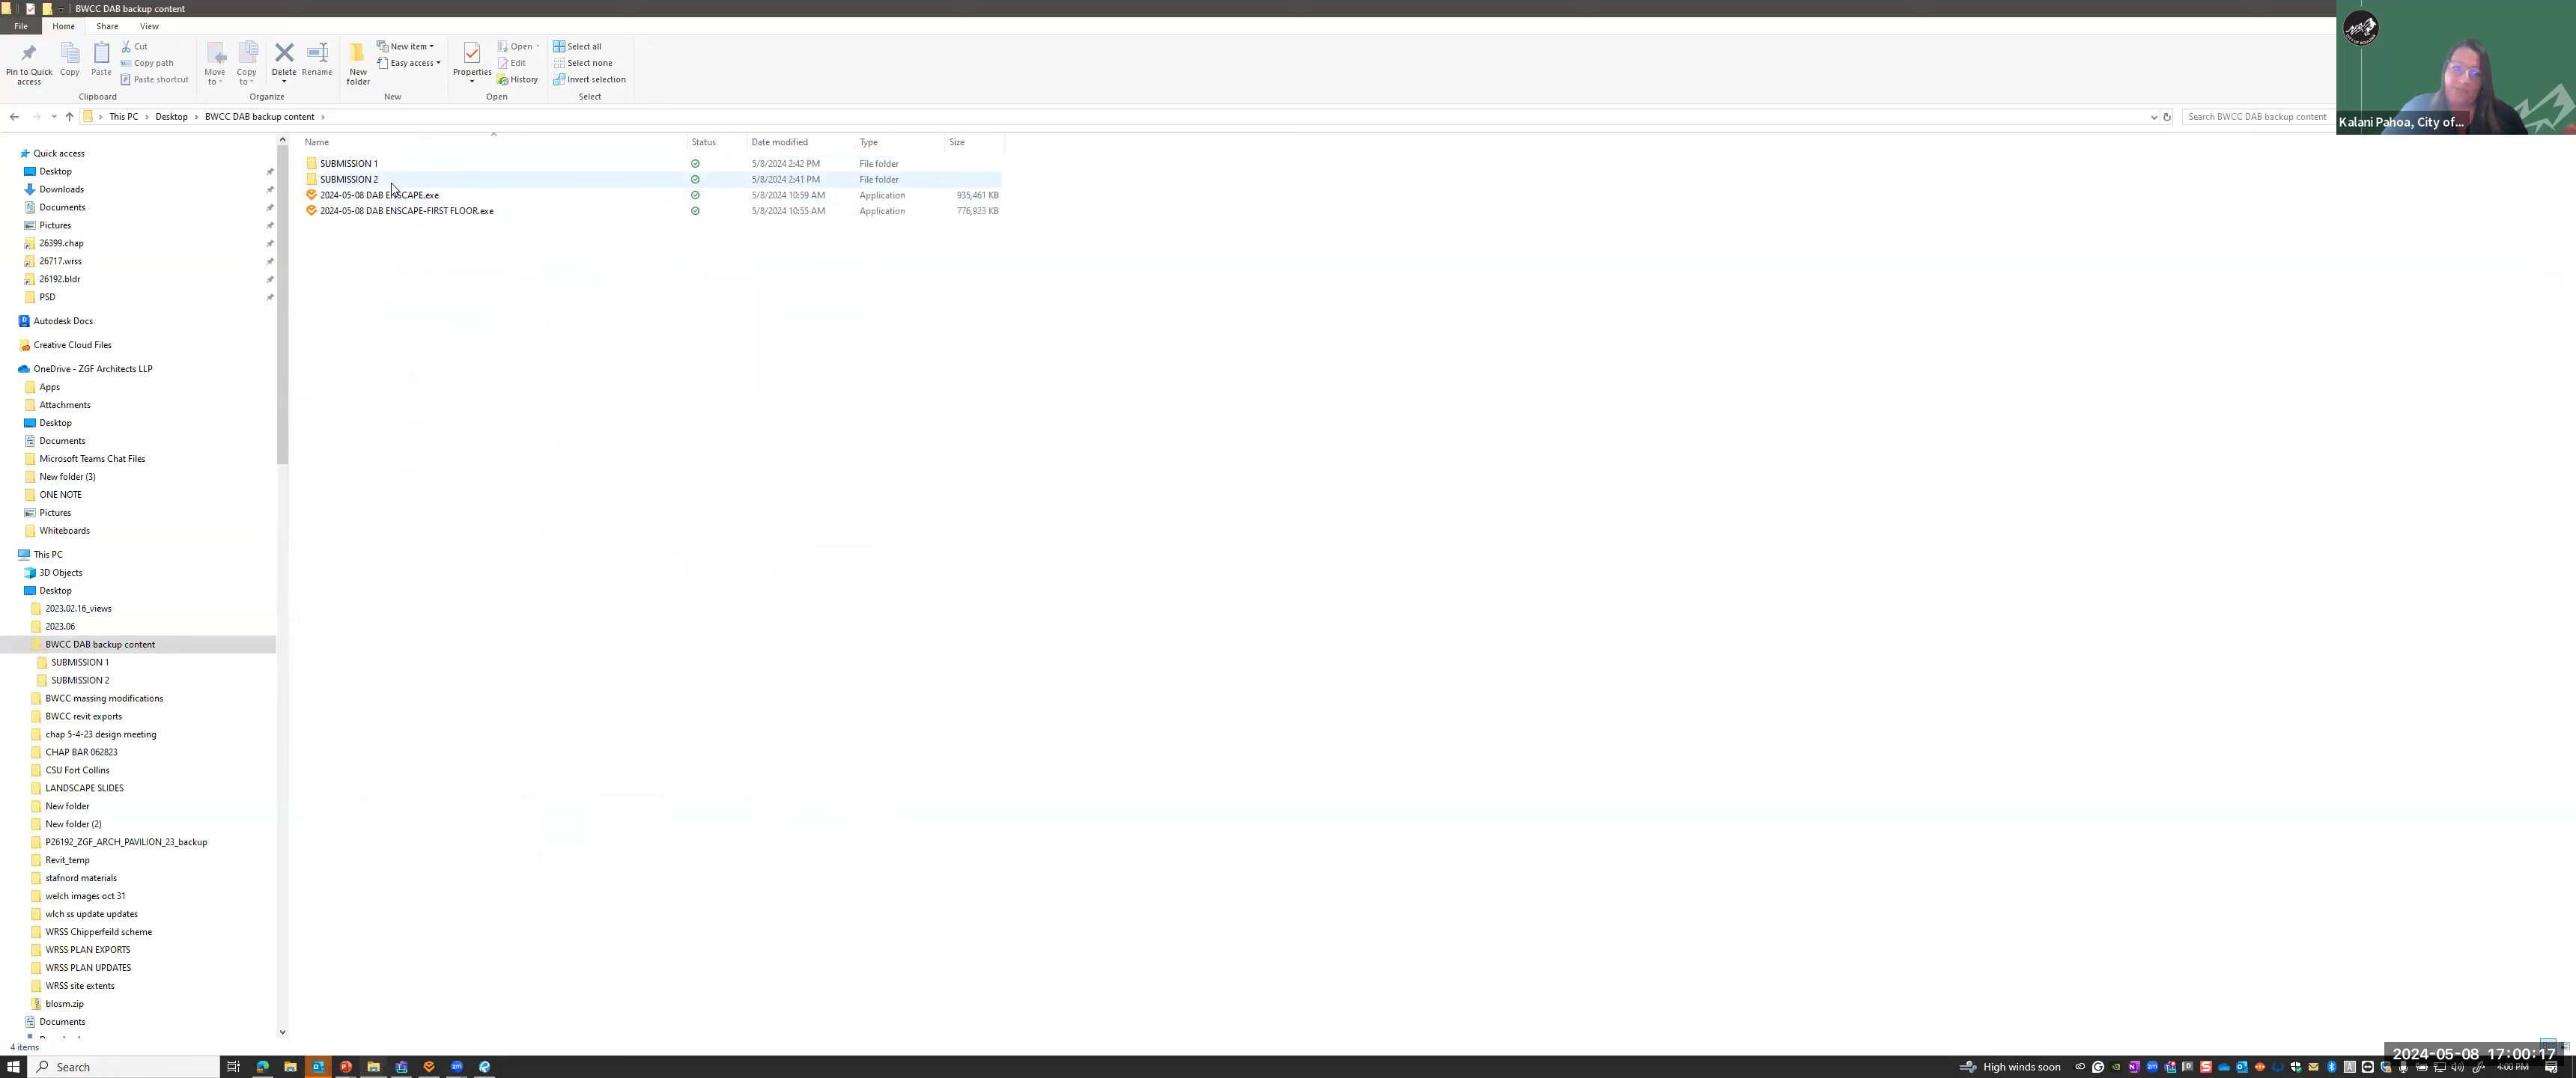 BWCC DAB backup content
File Home Share View
Pin to Quick access
Copy
Paste
Cut
Copy path
Paste shortcut
Clipboard
Move to
Copy to
Delete
Rename
Organize
New folder
New item
Easy access
New
Properties
Open
Edit
History
Open
Select all
Select none
Invert selection
Select
This PC > Desktop > BWCC DAB backup content >
Search BWCC DAB backup content
Kalani Pahoa, City of...
Name Status Date modified Type Size
SUBMISSION 1 5/8/2024 2:42 PM File folder
SUBMISSION 2 5/8/2024 2:41 PM File folder
2024-05-08 DAB ENSCAPE.exe 5/8/2024 10:59 AM Application 935,461 KB
2024-05-08 DAB ENSCAPE-FIRST FLOOR.exe 5/8/2024 10:55 AM Application 776,923 KB
Quick access
Desktop
Downloads
Documents
Pictures
26399.chap
26717.wrss
26192.bldr
PSD
Autodesk Docs
Creative Cloud Files
OneDrive - ZGF Architects LLP
Apps
Attachments
Desktop
Documents
Microsoft Teams Chat Files
New folder (3)
ONE NOTE
Pictures
Whiteboards
This PC
3D Objects
Desktop
2023.02.16_views
2023.06
BWCC DAB backup content
SUBMISSION 1
SUBMISSION 2
BWCC massing modifications
BWCC revit exports
chap 5-4-23 design meeting
CHAP BAR 062823
CSU Fort Collins
LANDSCAPE SLIDES
New folder
New folder (2)
P26192_ZGF_ARCH_PAVILION_23_backup
Revit_temp
stafnord materials
welch images oct 31
wlch ss update updates
WRSS Chipperfeild scheme
WRSS PLAN EXPORTS
WRSS PLAN UPDATES
WRSS site extents
blosm.zip
Documents
4 items
Search
High winds soon
2024-05-08 17:00:17
4:00 PM